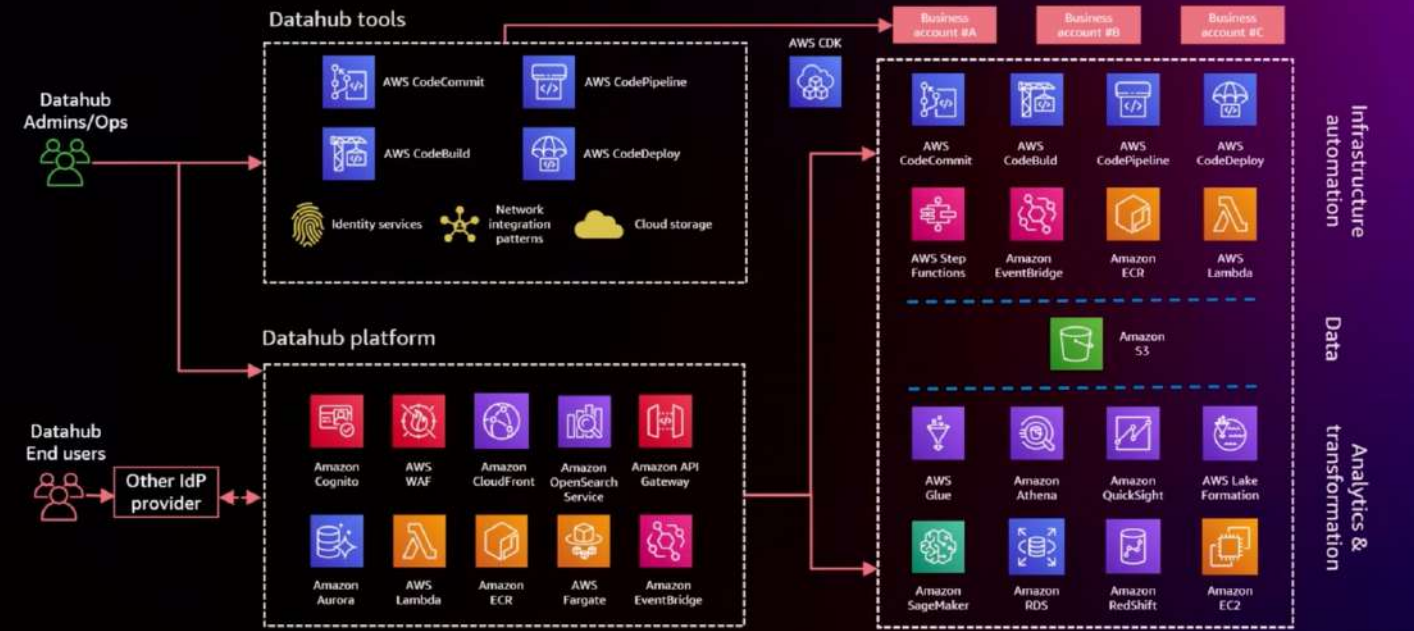 Datahub tools
Business
account #A
Business
account #B
Business
account #C
AWS CDK
AWS CodeCommit
AWS CodePipeline
AWS CodeBuild
AWS CodeDeploy
Identity services
Network
integration
patterns
Cloud storage
Datahub
Admins/Ops
AWS
CodeCommit
AWS
CodeBuld
AWS
CodePipeline
AWS
CodeDeploy
AWS Step
Functions
Amazon
EventBridge
Amazon
ECR
AWS
Lambda
Infrastructure
automation
Amazon
S3
Data
Datahub platform
Amazon
Cognito
AWS
WAF
Amazon
CloudFront
Amazon
OpenSearch
Service
Amazon API
Gateway
Amazon
Aurora
AWS
Lambda
Amazon
ECR
AWS
Fargate
Amazon
EventBridge
Datahub
End users
Other IdP
provider
AWS
Glue
Amazon
Athena
Amazon
QuickSight
AWS Lake
Formation
Amazon
SageMaker
Amazon
RDS
Amazon
RedShift
Amazon
EC2
Analytics &
transformation